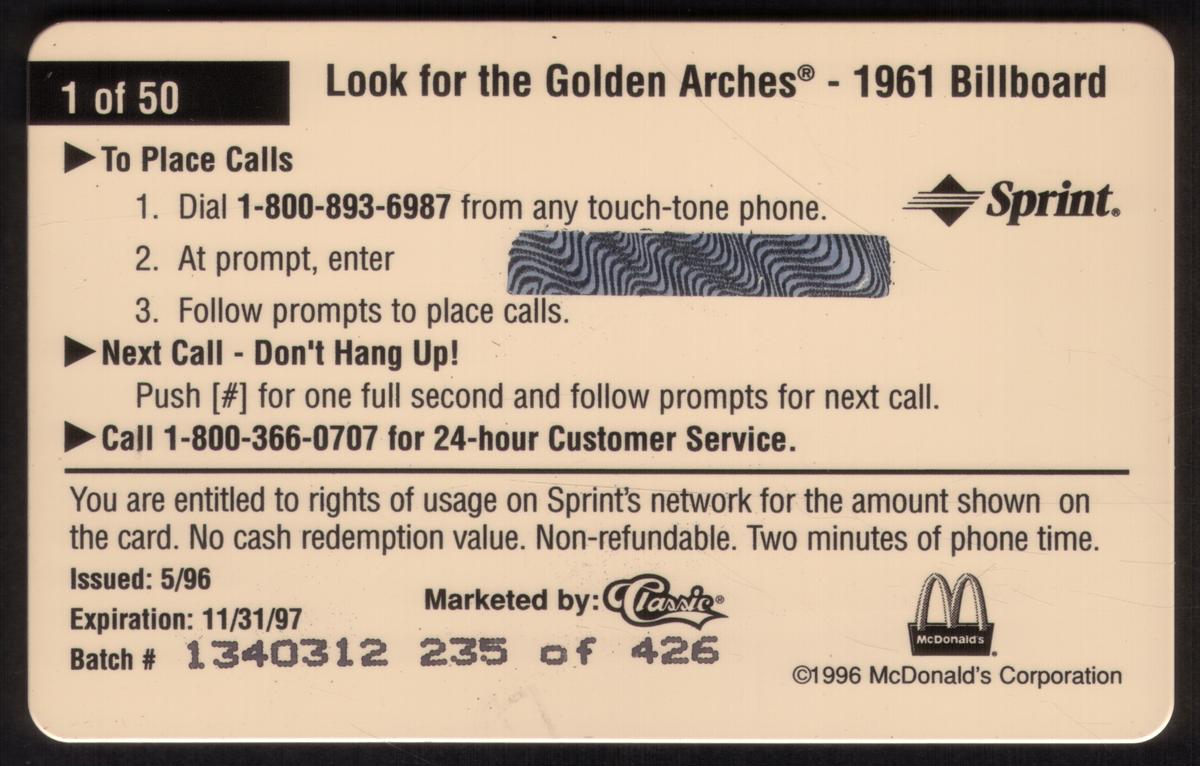 1 of 50
Look for the Golden Arches® - 1961 Billboard
▶To Place Calls
1. Dial 1-800-893-6987 from any touch-tone phone.
Sprint®
2. At prompt, enter
3. Follow prompts to place calls.
▶Next Call - Don't Hang Up!
Push [#] for one full second and follow prompts for next call.
▶Call 1-800-366-0707 for 24-hour Customer Service.
You are entitled to rights of usage on Sprint's network for the amount shown on
the card. No cash redemption value. Non-refundable. Two minutes of phone time.
Issued: 5/96
Expiration: 11/31/97
Marketed by: Classic®
Batch # 1340312 235 of 426
McDonald's®
©1996 McDonald's Corporation